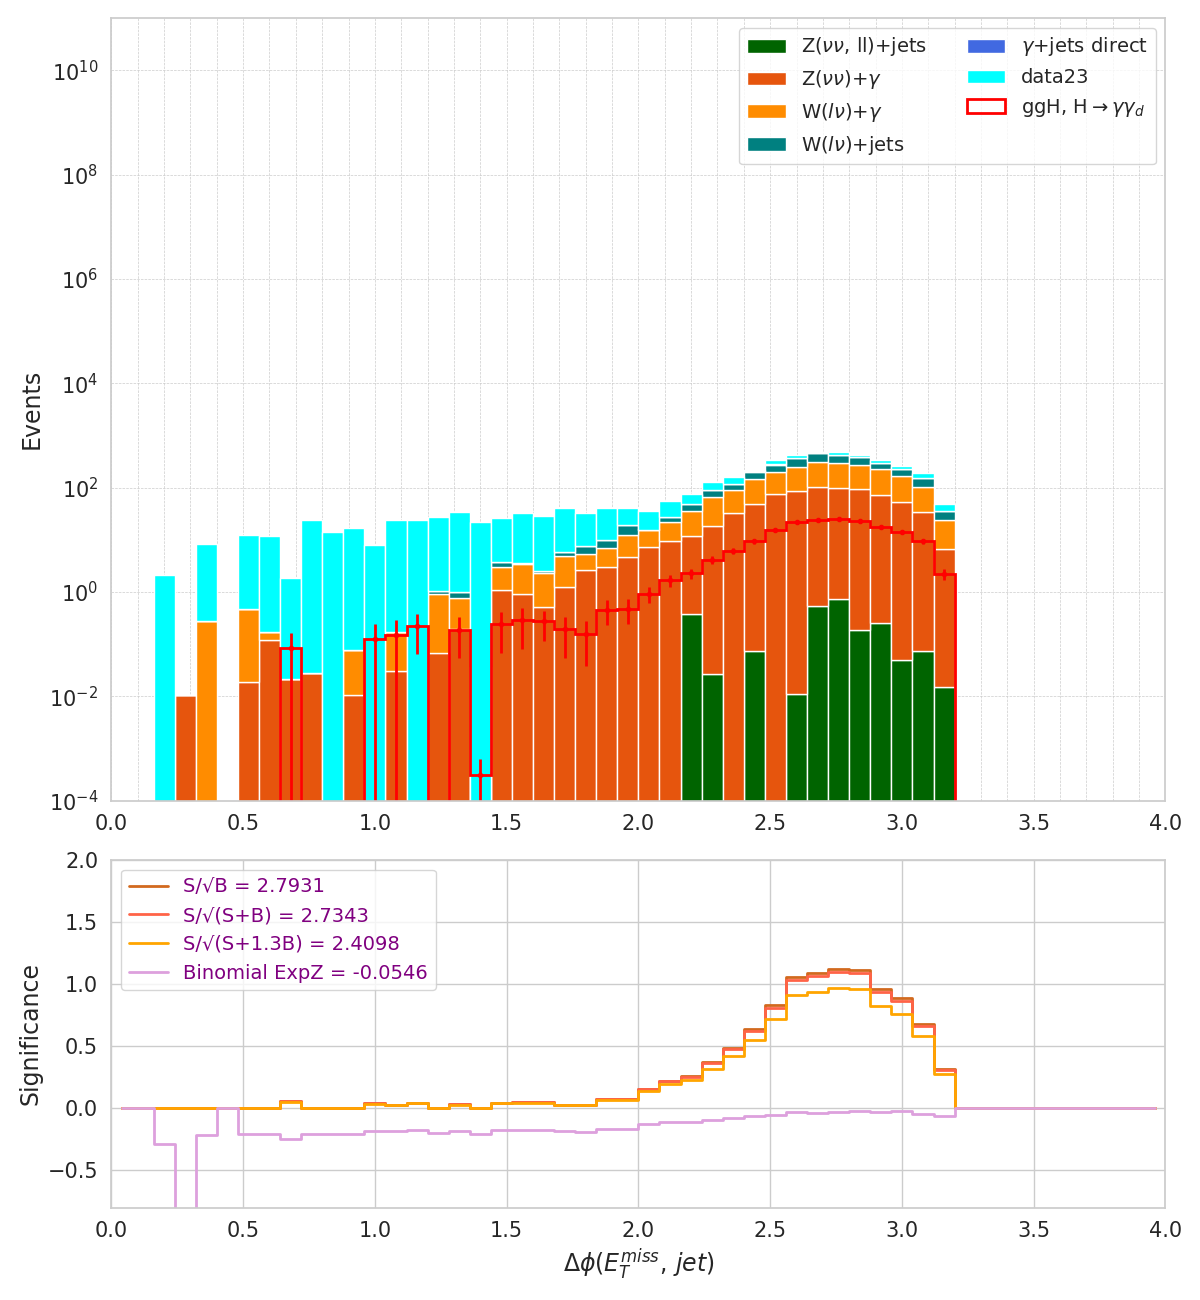 Z(νν, ll)+jets
Z(νν)+γ
W(lν)+γ
W(lν)+jets
γ+jets direct
data23
ggH, H→γγ_d
10^10
10^8
10^6
10^4
10^2
10^0
10^−2
10^−4
Events
0.0 0.5 1.0 1.5 2.0 2.5 3.0 3.5 4.0
S/√B = 2.7931
S/√(S+B) = 2.7343
S/√(S+1.3B) = 2.4098
Binomial ExpZ = -0.0546
2.0
1.5
1.0
0.5
0.0
−0.5
Significance
0.0 0.5 1.0 1.5 2.0 2.5 3.0 3.5 4.0
Δϕ(E_T^miss, jet)